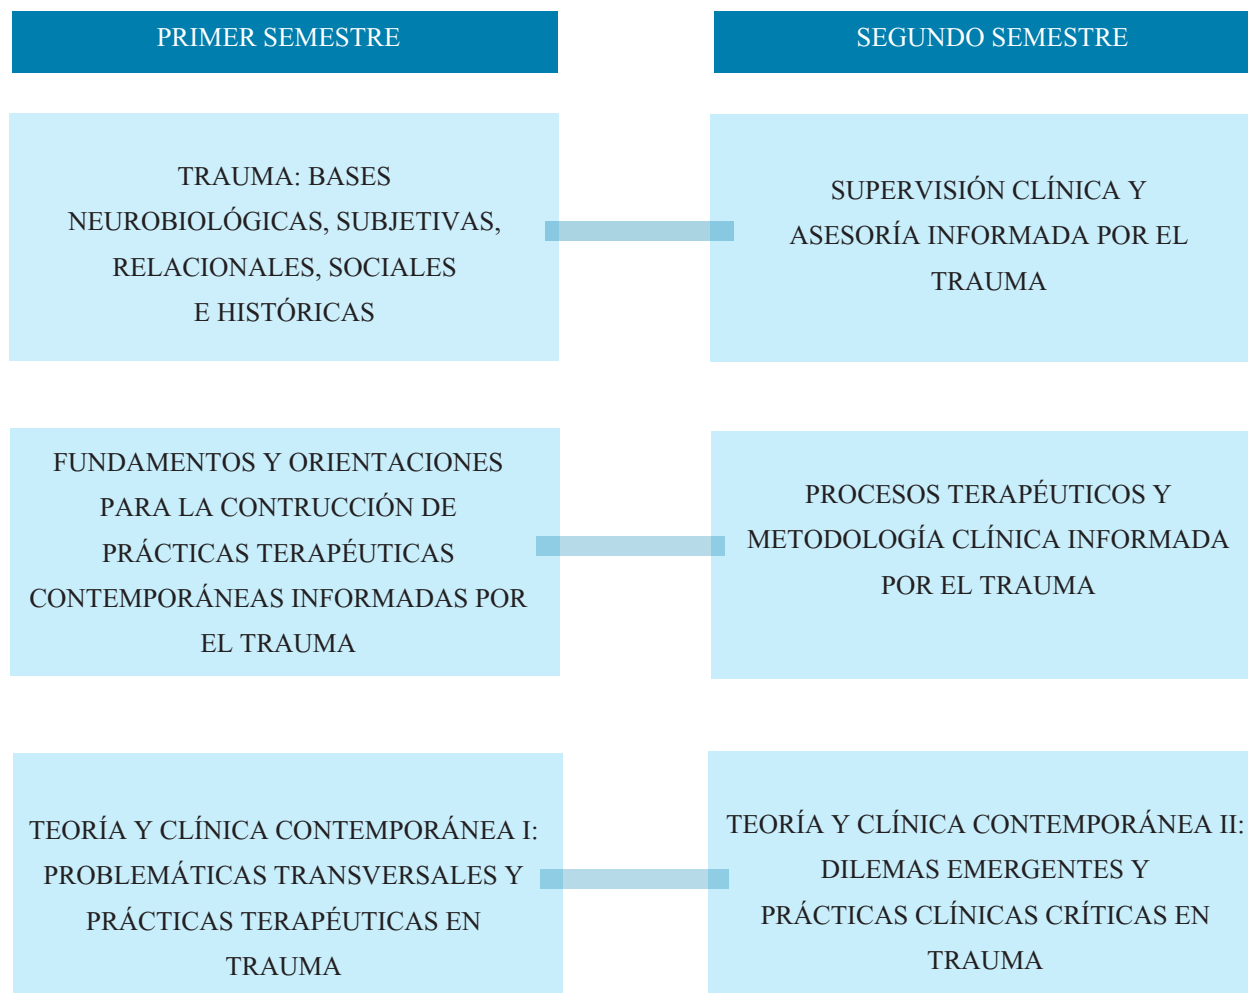 PRIMER SEMESTRE
SEGUNDO SEMESTRE
TRAUMA: BASES
NEUROBIOLÓGICAS, SUBJETIVAS,
RELACIONALES, SOCIALES
E HISTÓRICAS
SUPERVISIÓN CLÍNICA Y
ASESORÍA INFORMADA POR EL
TRAUMA
FUNDAMENTOS Y ORIENTACIONES
PARA LA CONTRUCCIÓN DE
PRÁCTICAS TERAPÉUTICAS
CONTEMPORÁNEAS INFORMADAS POR
EL TRAUMA
PROCESOS TERAPÉUTICOS Y
METODOLOGÍA CLÍNICA INFORMADA
POR EL TRAUMA
TEORÍA Y CLÍNICA CONTEMPORÁNEA I:
PROBLEMÁTICAS TRANSVERSALES Y
PRÁCTICAS TERAPÉUTICAS EN
TRAUMA
TEORÍA Y CLÍNICA CONTEMPORÁNEA II:
DILEMAS EMERGENTES Y
PRÁCTICAS CLÍNICAS CRÍTICAS EN
TRAUMA